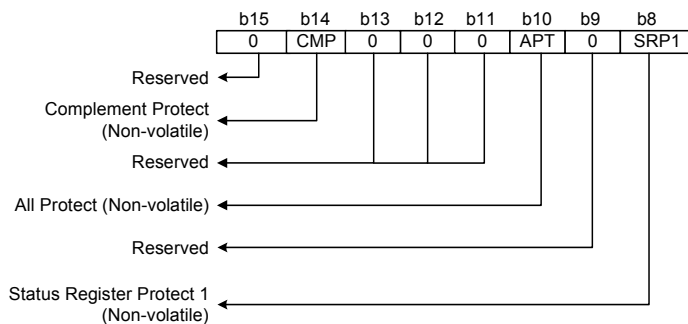 b15 b14 b13 b12 b11 b10 b9 b8
0 CMP 0 0 0 APT 0 SRP1
Reserved
Complement Protect
(Non-volatile)
Reserved
All Protect (Non-volatile)
Reserved
Status Register Protect 1
(Non-volatile)